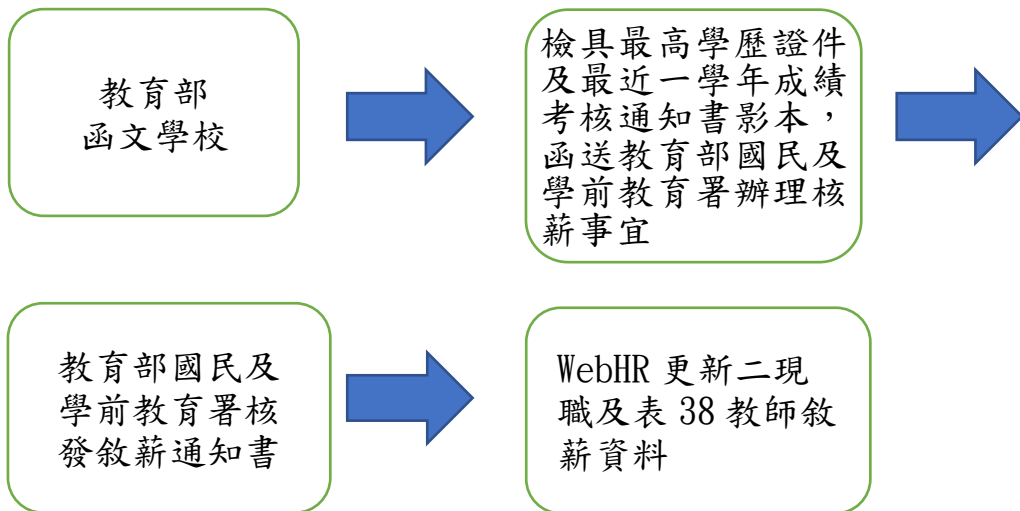 教育部
函文學校
檢具最高學歷證件
及最近一學年成績
考核通知書影本，
函送教育部國民及
學前教育署辦理核
薪事宜
教育部國民及
學前教育署核
發敘薪通知書
WebHR 更新二現
職及表 38 教師敘
薪資料